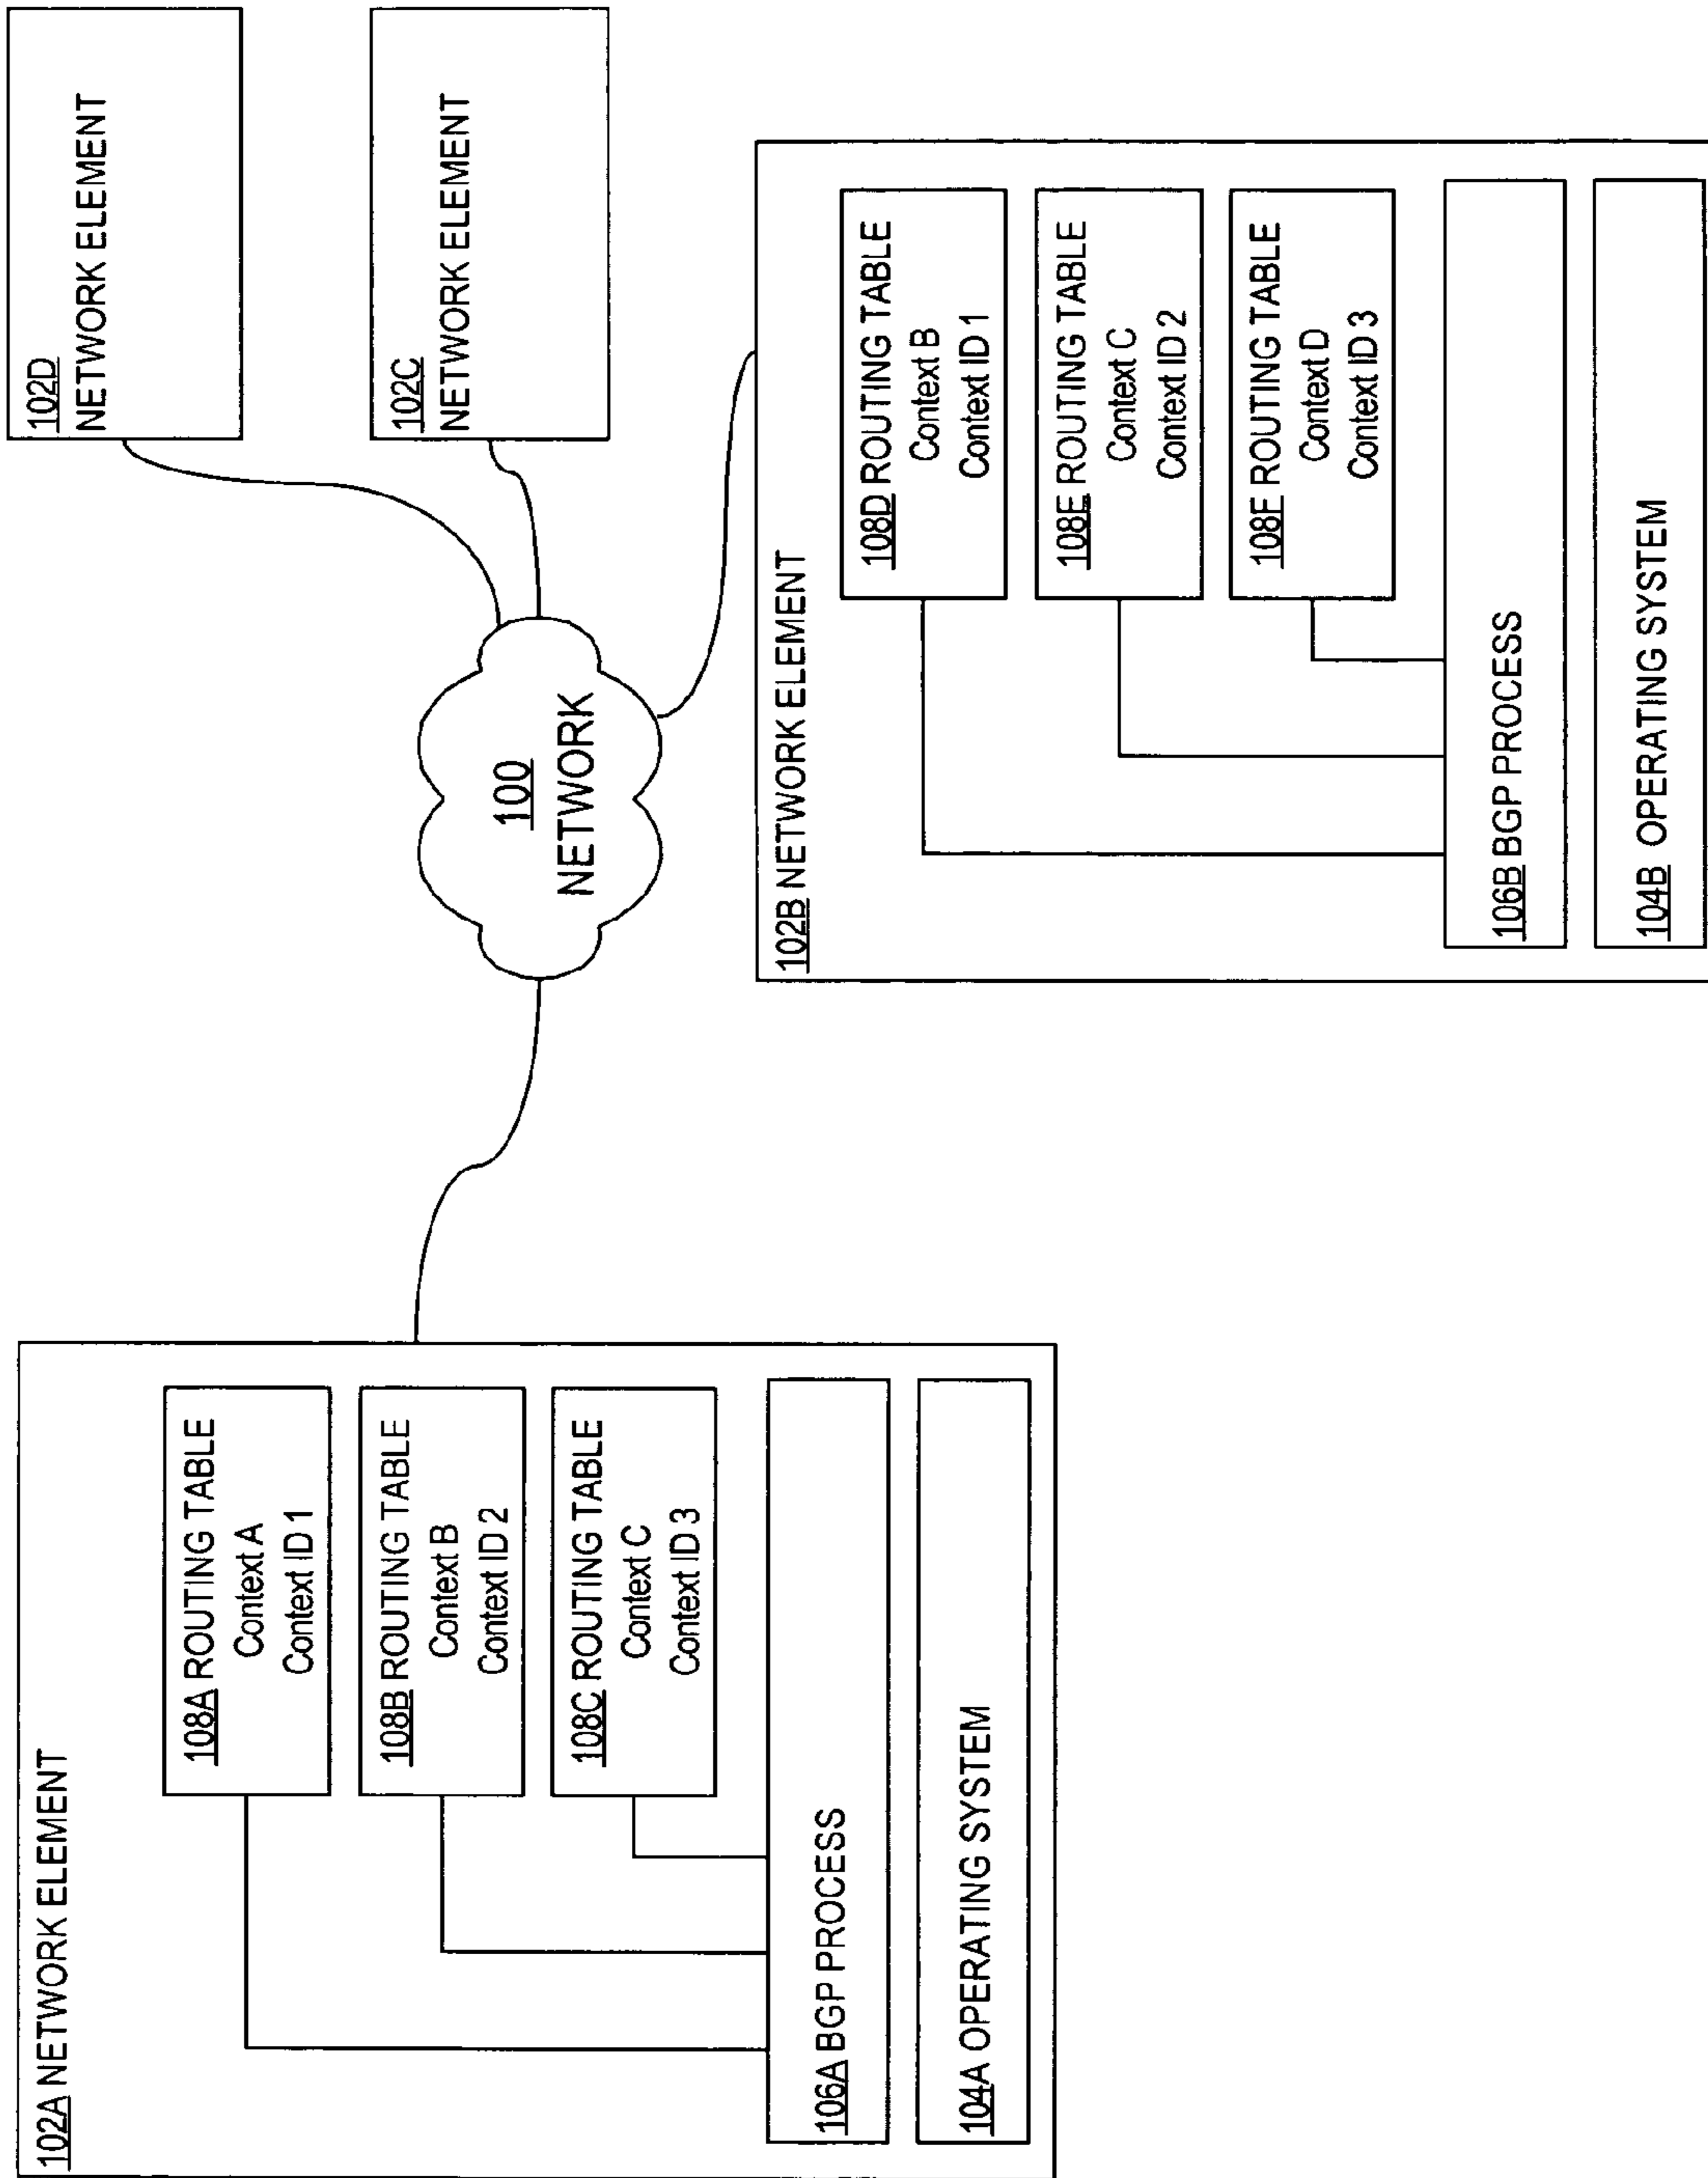 102A NETWORK ELEMENT
108A ROUTING TABLE
Context A
Context ID 1
108B ROUTING TABLE
Context B
Context ID 2
108C ROUTING TABLE
Context C
Context ID 3
106A BGP PROCESS
104A OPERATING SYSTEM
100
NETWORK
102D
NETWORK ELEMENT
102C
NETWORK ELEMENT
102B NETWORK ELEMENT
108D ROUTING TABLE
Context B
Context ID 1
108E ROUTING TABLE
Context C
Context ID 2
108F ROUTING TABLE
Context D
Context ID 3
106B BGP PROCESS
104B OPERATING SYSTEM